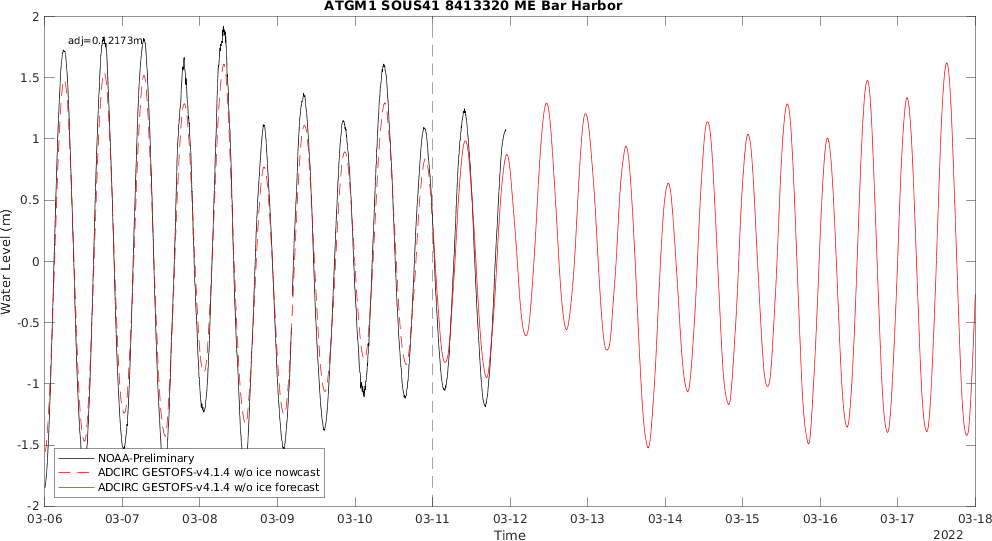 ATGM1 SOUS41 8413320 ME Bar Harbor
adj=0.12173m
2
1.5
1
0.5
0
-0.5
-1
-1.5
-2
Water Level (m)
NOAA-Preliminary
ADCIRC GESTOFS-v4.1.4 w/o ice nowcast
ADCIRC GESTOFS-v4.1.4 w/o ice forecast
03-06 03-07 03-08 03-09 03-10 03-11 03-12 03-13 03-14 03-15 03-16 03-17 03-18
Time
2022